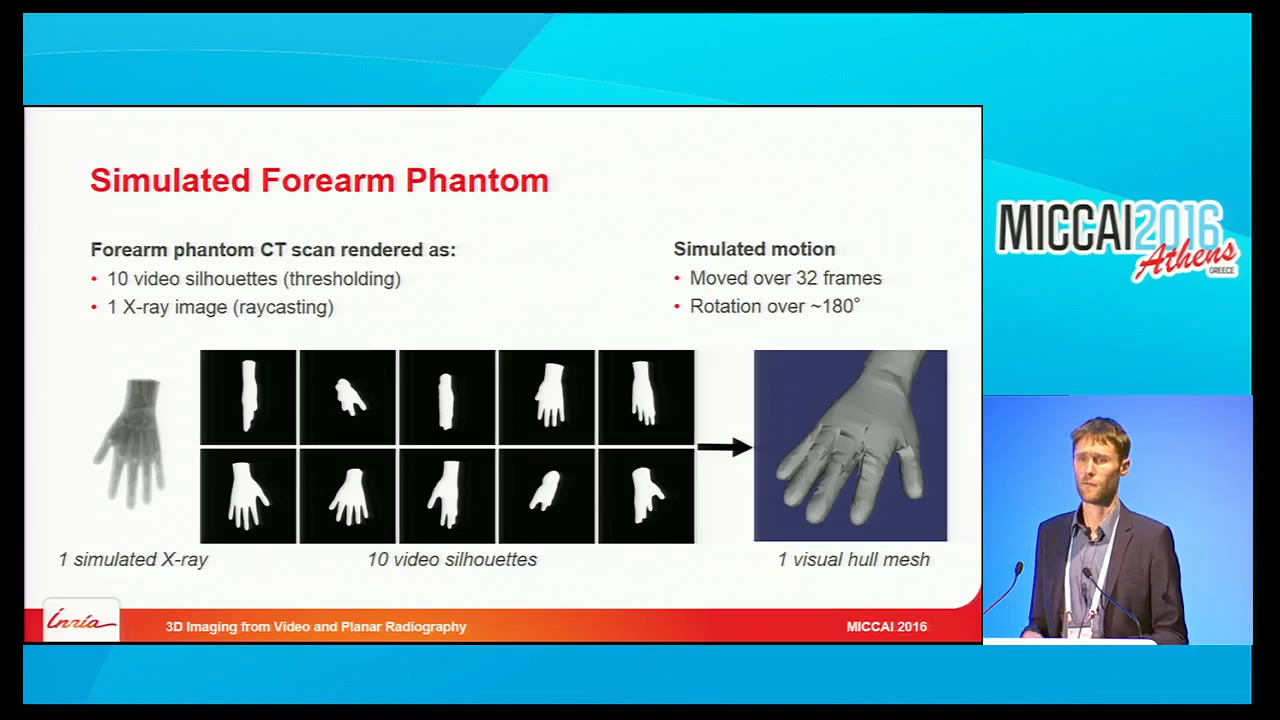 Simulated Forearm Phantom
Forearm phantom CT scan rendered as:
• 10 video silhouettes (thresholding)
• 1 X-ray image (raycasting)
Simulated motion
• Moved over 32 frames
• Rotation over ~180°
1 simulated X-ray
10 video silhouettes
1 visual hull mesh
Inria
3D Imaging from Video and Planar Radiography
MICCAI 2016
MICCAI2016
Athens
GREECE